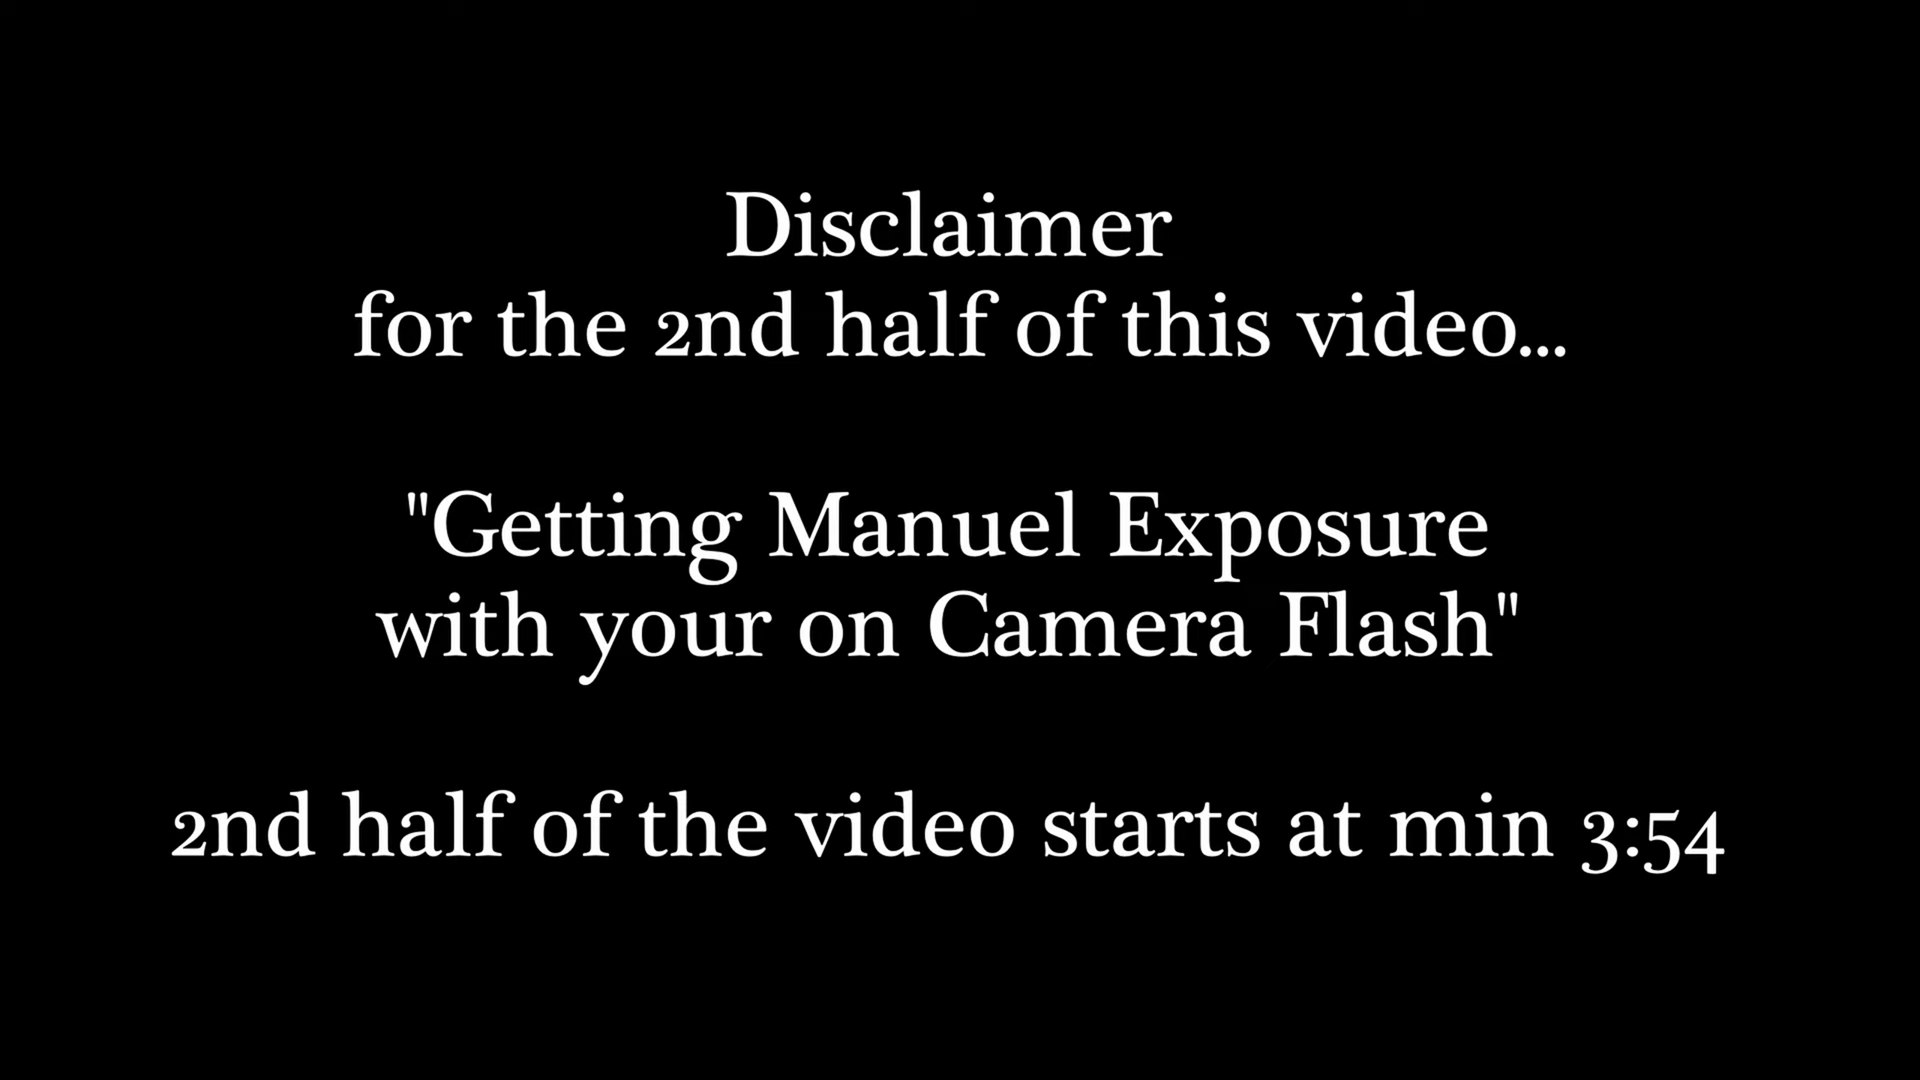 Disclaimer
for the 2nd half of this video...
"Getting Manuel Exposure
with your on Camera Flash"
2nd half of the video starts at min 3:54